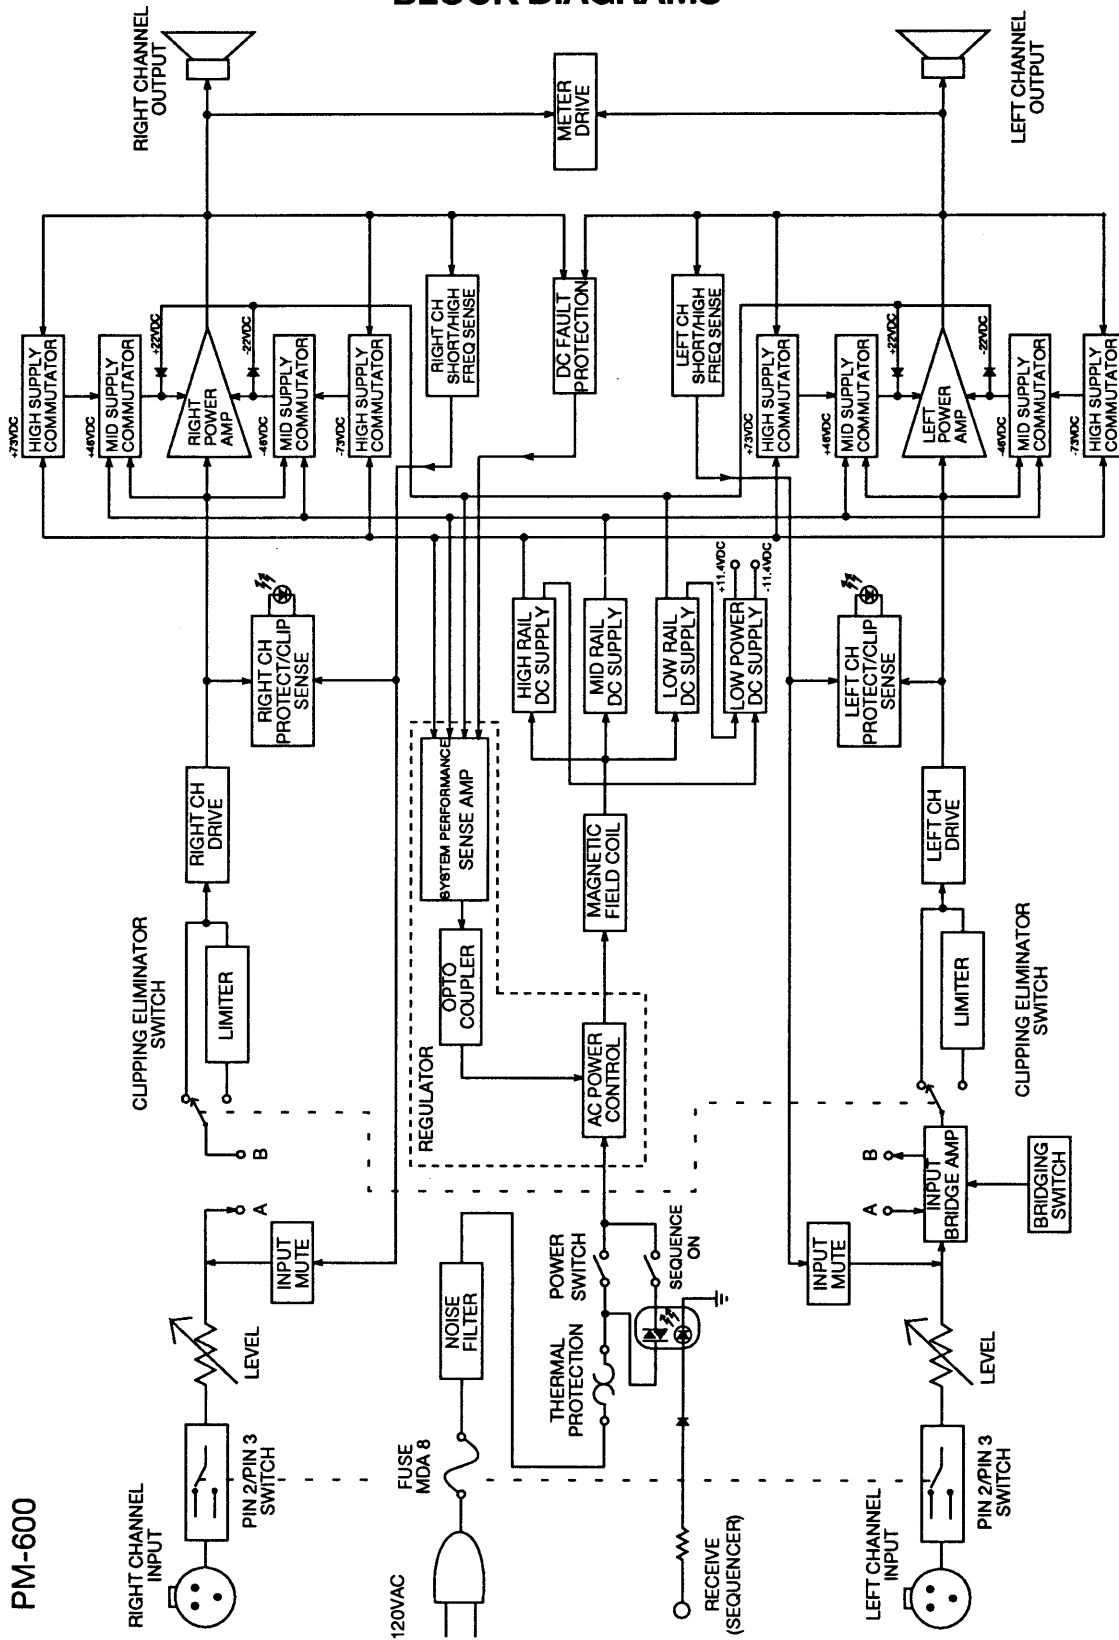 BLOCK DIAGRAMS
PM-600
RIGHT CHANNEL
INPUT
PIN 2/PIN 3
SWITCH
LEVEL
INPUT
MUTE
A
B
CLIPPING ELIMINATOR
SWITCH
LIMITER
RIGHT CH
DRIVE
RIGHT CH
PROTECT/CLIP
SENSE
+73VDC
HIGH SUPPLY
COMMUTATOR
+46VDC
MID SUPPLY
COMMUTATOR
+22VDC
RIGHT
POWER
AMP
-22VDC
-46VDC
MID SUPPLY
COMMUTATOR
-73VDC
HIGH SUPPLY
COMMUTATOR
RIGHT CH
SHORT/HIGH
FREQ SENSE
RIGHT CHANNEL
OUTPUT
120VAC
FUSE
MDA 8
NOISE
FILTER
THERMAL
PROTECTION
POWER
SWITCH
SEQUENCE
ON
RECEIVE
(SEQUENCER)
REGULATOR
OPTO
COUPLER
SYSTEM PERFORMANCE
SENSE AMP
AC POWER
CONTROL
MAGNETIC
FIELD COIL
HIGH RAIL
DC SUPPLY
MID RAIL
DC SUPPLY
LOW RAIL
DC SUPPLY
LOW POWER
DC SUPPLY
+11.4VDC
-11.4VDC
DC FAULT
PROTECTION
METER
DRIVE
LEFT CHANNEL
INPUT
PIN 2/PIN 3
SWITCH
LEVEL
INPUT
MUTE
A
B
INPUT
BRIDGE AMP
BRIDGING
SWITCH
CLIPPING ELIMINATOR
SWITCH
LIMITER
LEFT CH
DRIVE
LEFT CH
PROTECT/CLIP
SENSE
LEFT CH
SHORT/HIGH
FREQ SENSE
+73VDC
HIGH SUPPLY
COMMUTATOR
+46VDC
MID SUPPLY
COMMUTATOR
+22VDC
LEFT
POWER
AMP
-22VDC
-46VDC
MID SUPPLY
COMMUTATOR
-73VDC
HIGH SUPPLY
COMMUTATOR
LEFT CHANNEL
OUTPUT